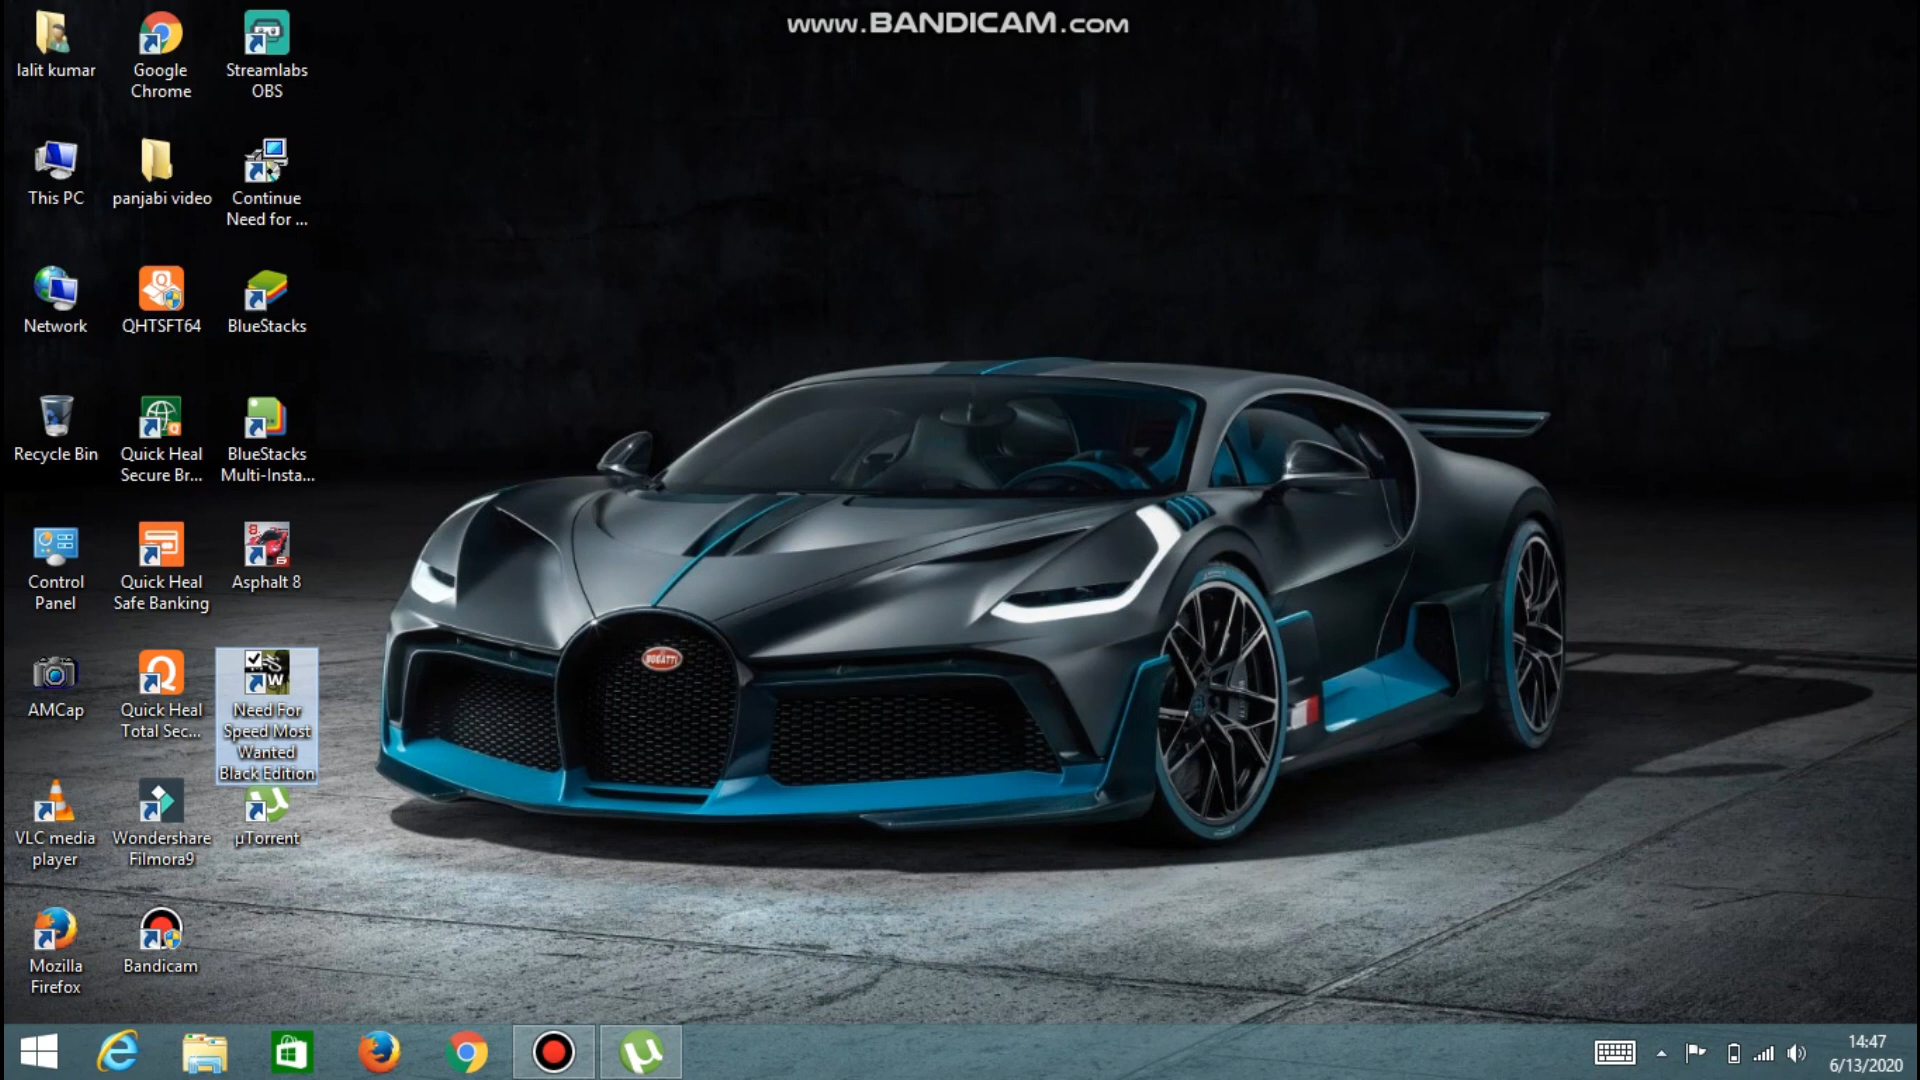 www.BANDICAM.com
lalit kumar
Google
Chrome
Streamlabs
OBS
This PC
panjabi video
Continue
Need for ...
Network
QHTSFT64
BlueStacks
Recycle Bin
Quick Heal
Secure Br...
BlueStacks
Multi-Insta...
Control
Panel
Quick Heal
Safe Banking
Asphalt 8
AMCap
Quick Heal
Total Sec...
Need For
Speed Most
Wanted
Black Edition
VLC media
player
Wondershare
Filmora9
µTorrent
Mozilla
Firefox
Bandicam
BUGATTI
14:47
6/13/2020